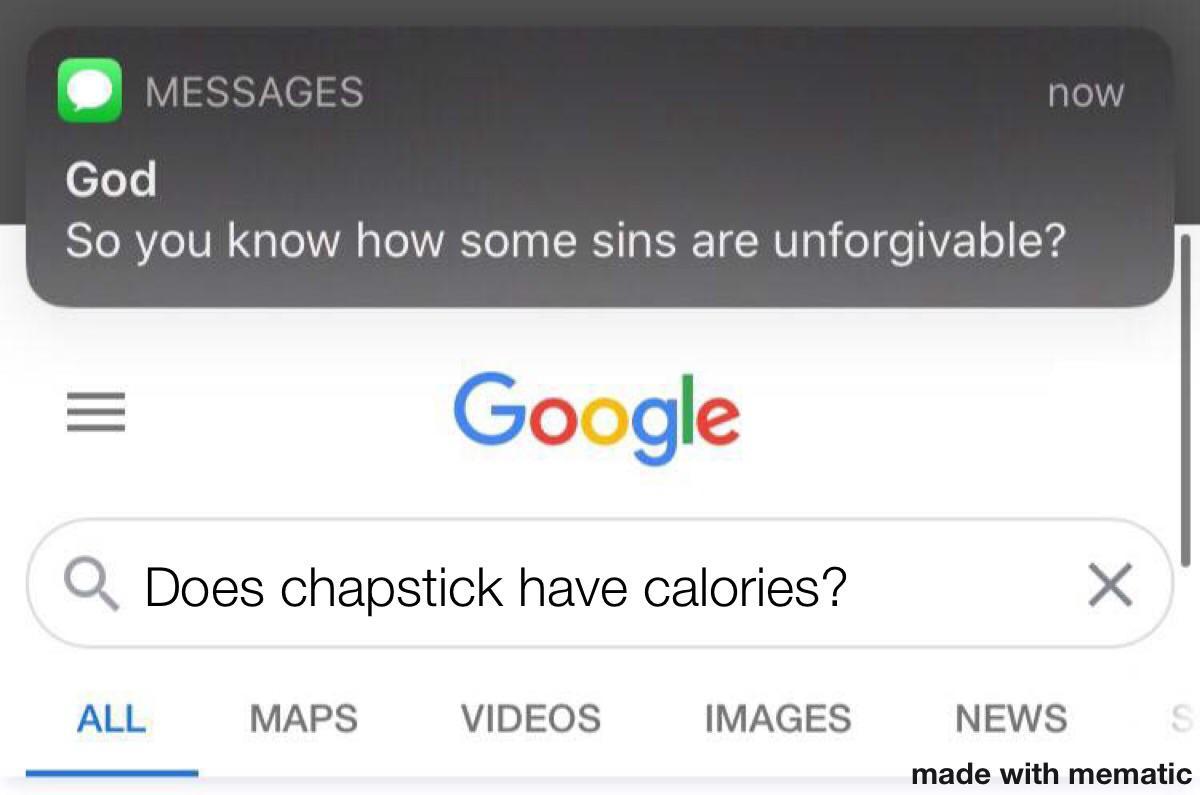 MESSAGES now
God
So you know how some sins are unforgivable?
Google
Does chapstick have calories?
ALL MAPS VIDEOS IMAGES NEWS S
made with mematic